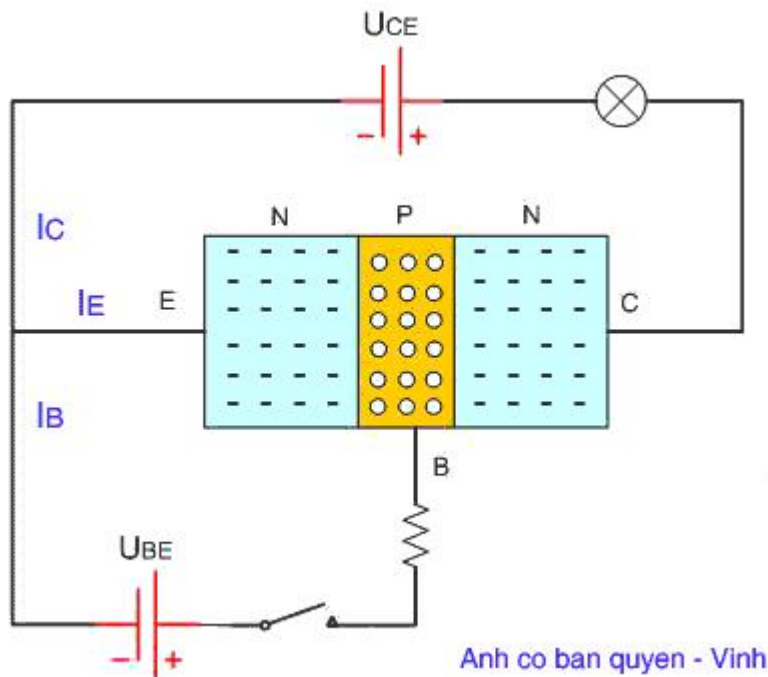 UCE
- +
N P N
IC
IE E C
IB
B
UBE
- +
Anh co ban quyen - Vinh